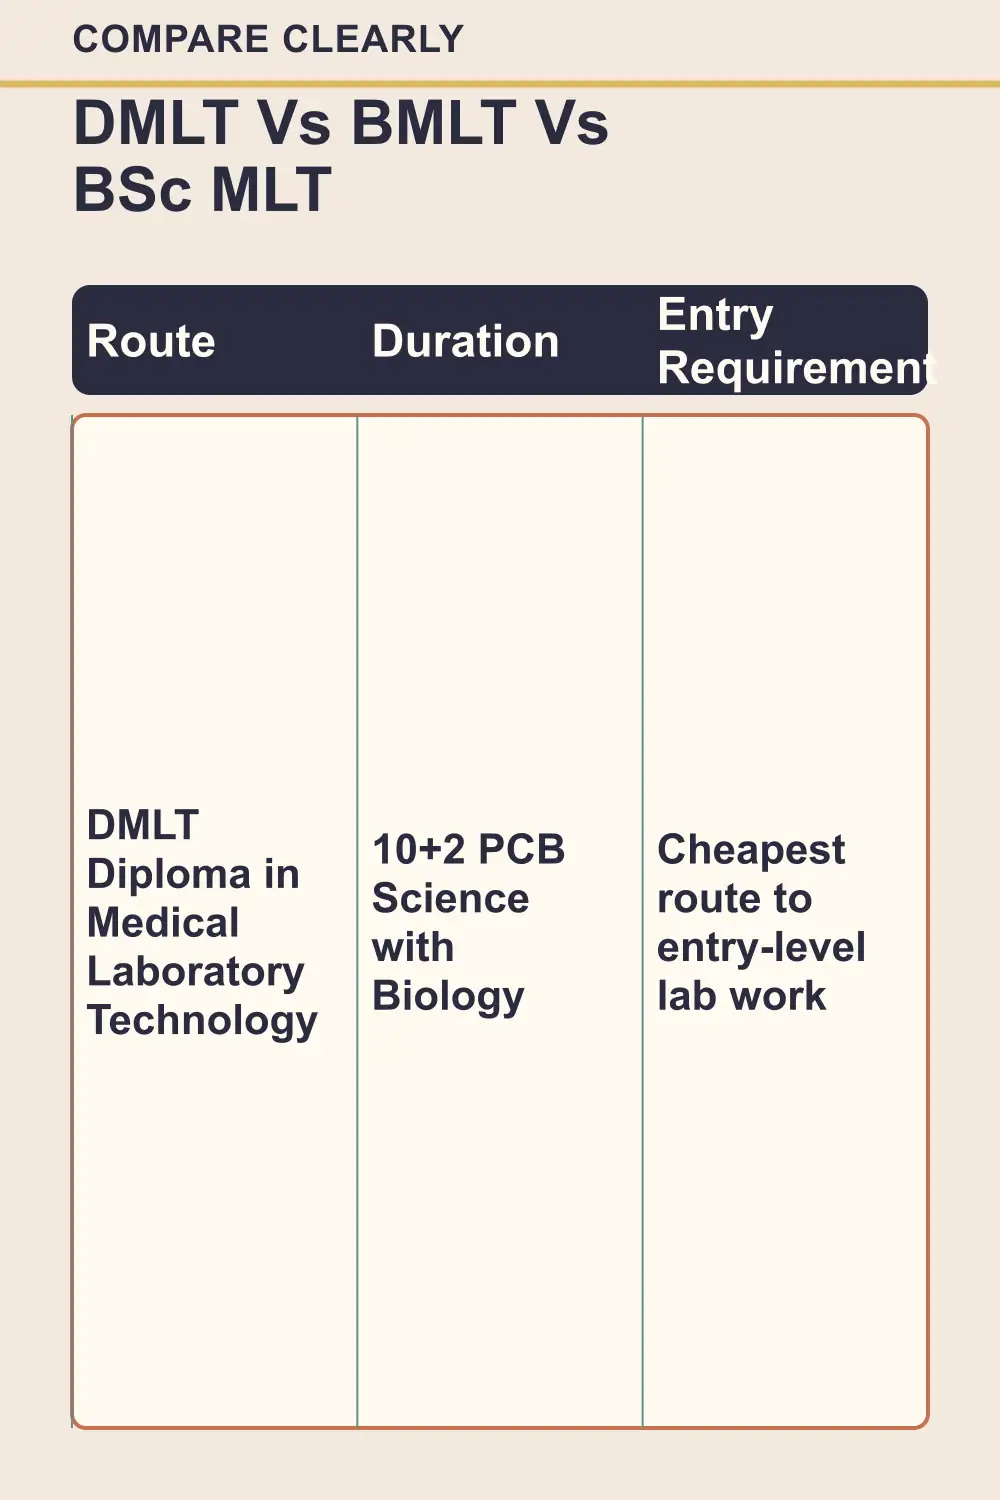 COMPARE CLEARLY
DMLT Vs BMLT Vs
BSc MLT
Route
Duration
Entry
Requirement
DMLT
Diploma in
Medical
Laboratory
Technology
10+2 PCB
Science
with
Biology
Cheapest
route to
entry-level
lab work